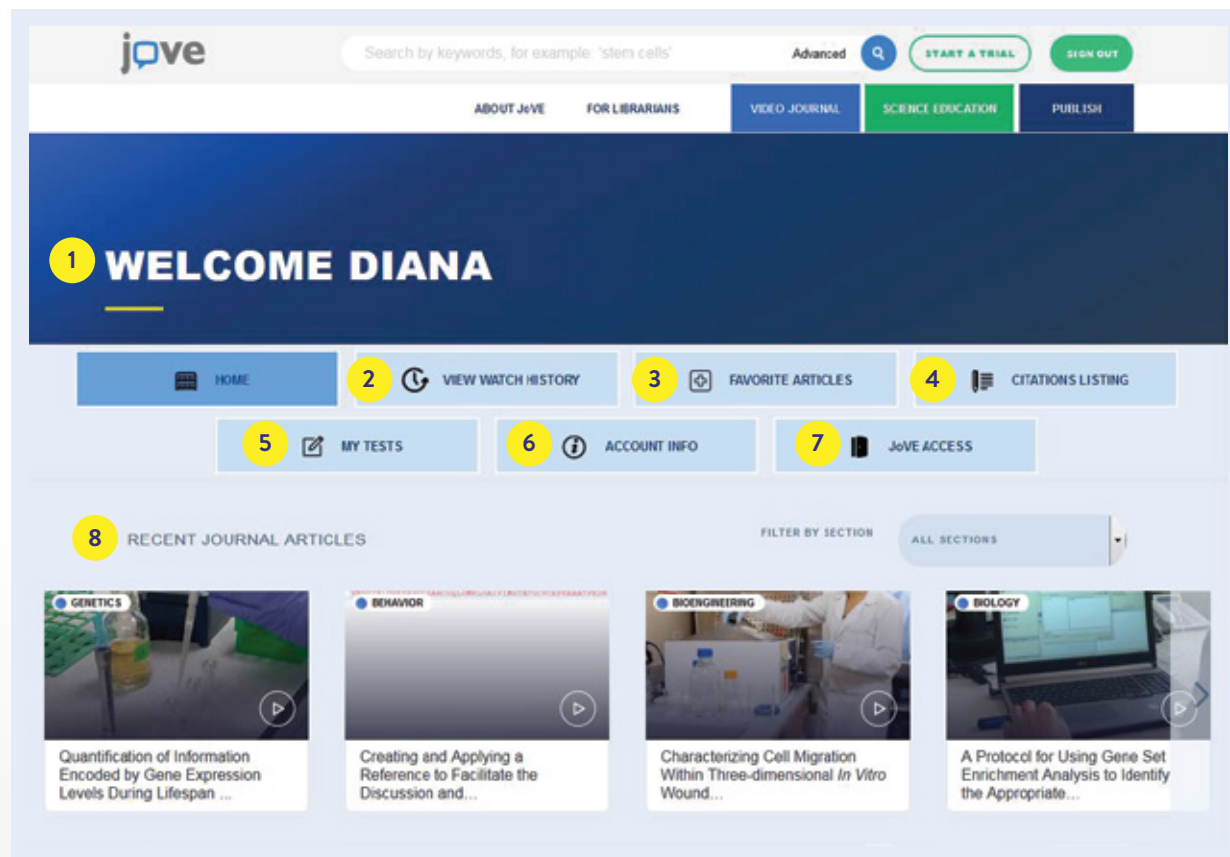 jove
Search by keywords, for example: 'stem cells'
Advanced
START A TRIAL
SIGN OUT
ABOUT JoVE
FOR LIBRARIANS
VIDEO JOURNAL
SCIENCE EDUCATION
PUBLISH
1 WELCOME DIANA
HOME
2 VIEW WATCH HISTORY
3 FAVORITE ARTICLES
4 CITATIONS LISTING
5 MY TESTS
6 ACCOUNT INFO
7 JoVE ACCESS
8 RECENT JOURNAL ARTICLES
FILTER BY SECTION
ALL SECTIONS
GENETICS
Quantification of Information
Encoded by Gene Expression
Levels During Lifespan ...
BEHAVIOR
Creating and Applying a
Reference to Facilitate the
Discussion and...
BIOENGINEERING
Characterizing Cell Migration
Within Three-dimensional In Vitro
Wound...
BIOLOGY
A Protocol for Using Gene Set
Enrichment Analysis to Identify
the Appropriate...